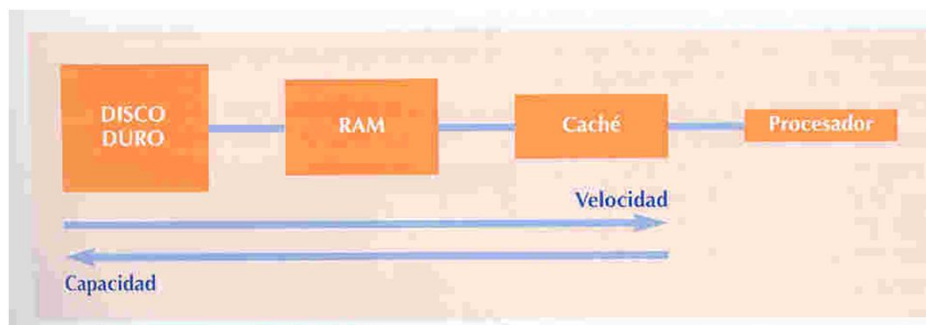 DISCO
DURO
RAM
Caché
Procesador
Velocidad
Capacidad